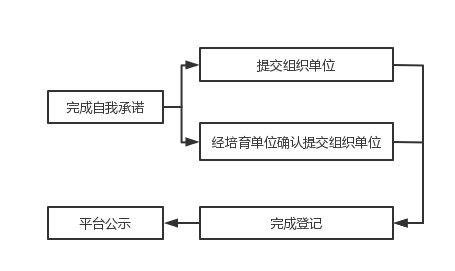 提交组织单位
完成自我承诺
经培育单位确认提交组织单位
平台公示
完成登记